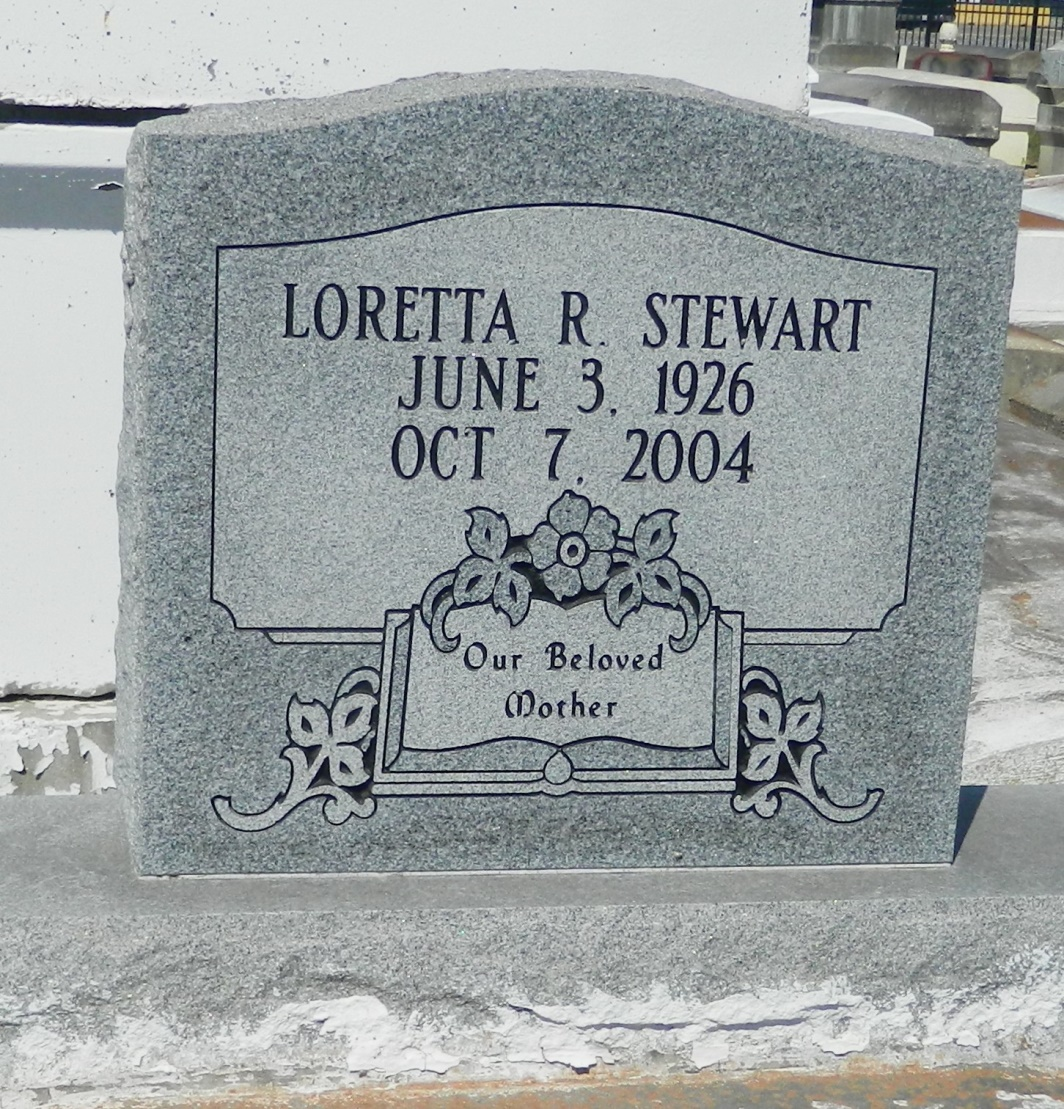 LORETTA R. STEWART
JUNE 3, 1926
OCT 7, 2004
Our Beloved
Mother